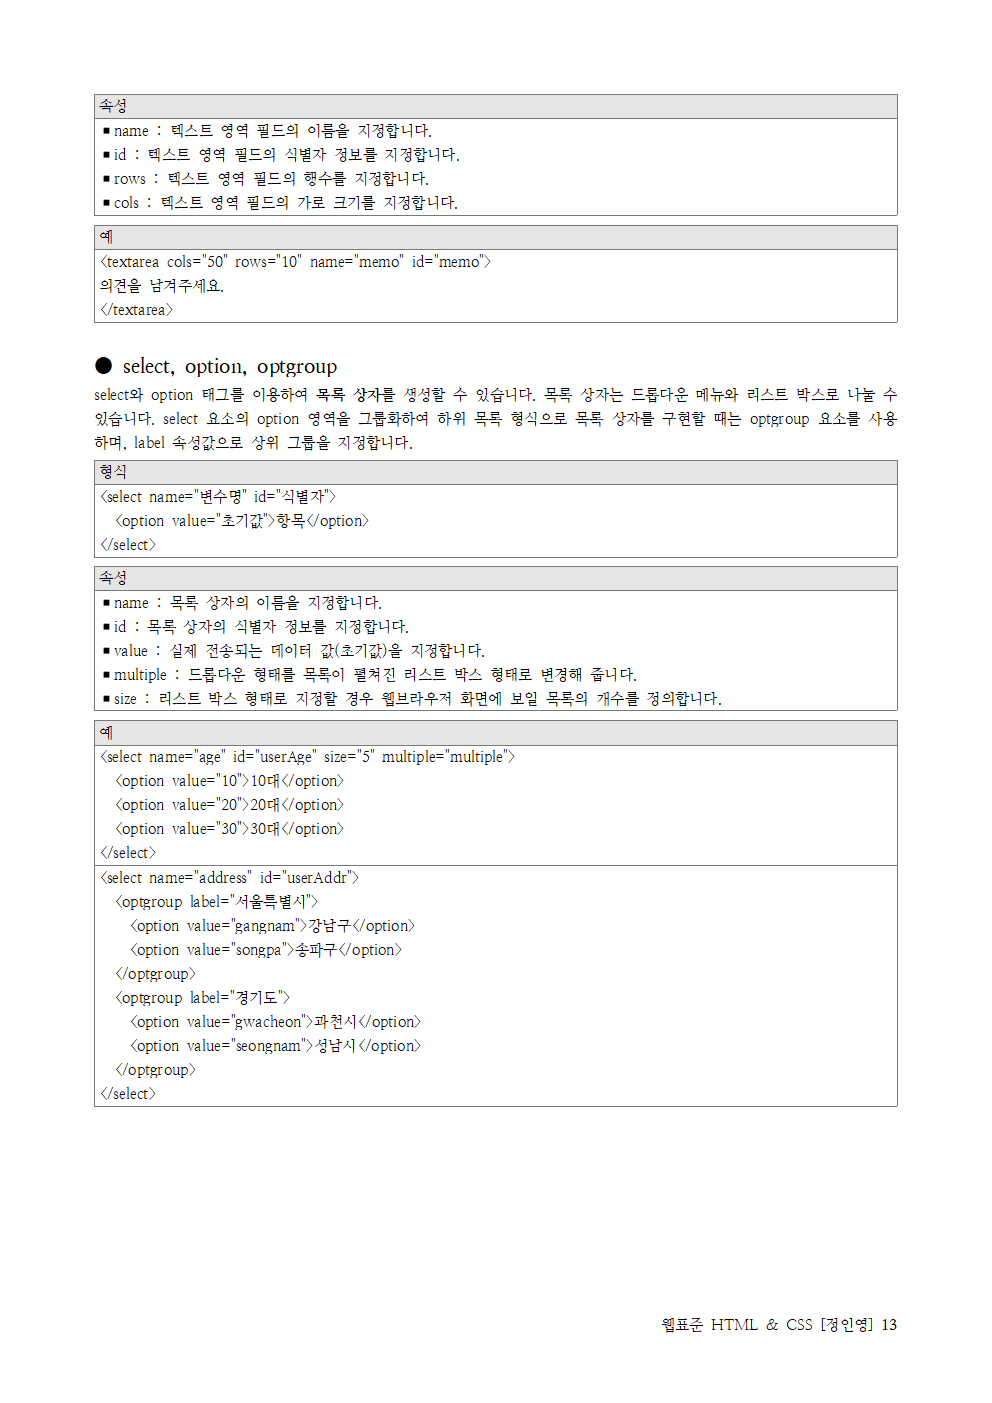 속성
▪ name : 텍스트 영역 필드의 이름을 지정합니다.
▪ id : 텍스트 영역 필드의 식별자 정보를 지정합니다.
▪ rows : 텍스트 영역 필드의 행수를 지정합니다.
▪ cols : 텍스트 영역 필드의 가로 크기를 지정합니다.
예
<textarea cols="50" rows="10" name="memo" id="memo">
의견을 남겨주세요.
</textarea>
● select, option, optgroup
select와 option 태그를 이용하여 목록 상자를 생성할 수 있습니다. 목록 상자는 드롭다운 메뉴와 리스트 박스로 나눌 수
있습니다. select 요소의 option 영역을 그룹화하여 하위 목록 형식으로 목록 상자를 구현할 때는 optgroup 요소를 사용
하며, label 속성값으로 상위 그룹을 지정합니다.
형식
<select name="변수명" id="식별자">
<option value="초기값">항목</option>
</select>
속성
▪ name : 목록 상자의 이름을 지정합니다.
▪ id : 목록 상자의 식별자 정보를 지정합니다.
▪ value : 실제 전송되는 데이터 값(초기값)을 지정합니다.
▪ multiple : 드롭다운 형태를 목록이 펼쳐진 리스트 박스 형태로 변경해 줍니다.
▪ size : 리스트 박스 형태로 지정할 경우 웹브라우저 화면에 보일 목록의 개수를 정의합니다.
예
<select name="age" id="userAge" size="5" multiple="multiple">
<option value="10">10대</option>
<option value="20">20대</option>
<option value="30">30대</option>
</select>
<select name="address" id="userAddr">
<optgroup label="서울특별시">
<option value="gangnam">강남구</option>
<option value="songpa">송파구</option>
</optgroup>
<optgroup label="경기도">
<option value="gwacheon">과천시</option>
<option value="seongnam">성남시</option>
</optgroup>
</select>
웹표준 HTML & CSS [정인영] 13